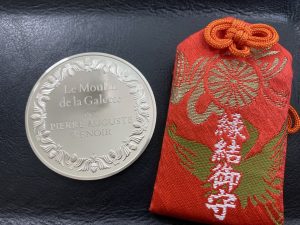 Le Moulin
de la Galette
PIERRE-AUGUSTE
RENOIR
縁結御守